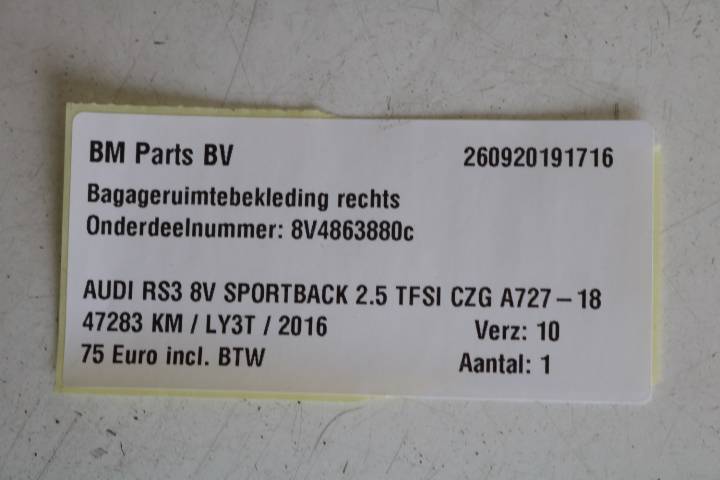 BM Parts BV 260920191716
Bagageruimtebekleding rechts
Onderdeelnummer: 8V4863880c
AUDI RS3 8V SPORTBACK 2.5 TFSI CZG A727-18
47283 KM / LY3T / 2016 Verz: 10
75 Euro incl. BTW Aantal: 1